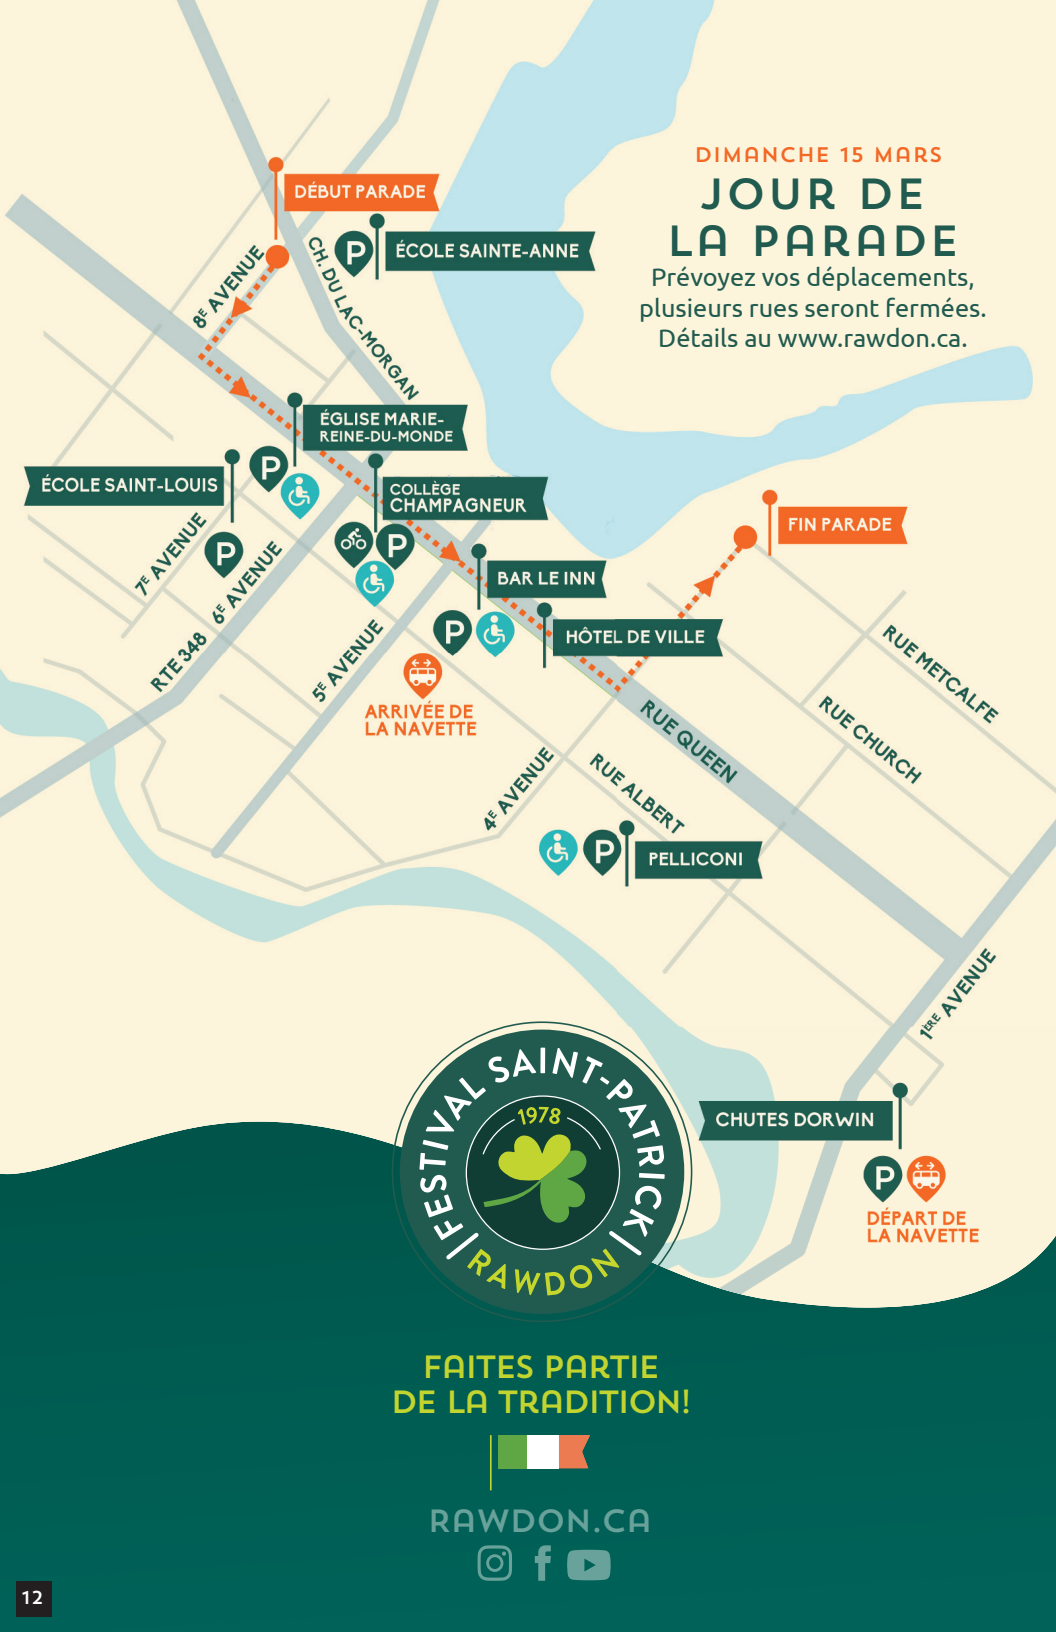 DIMANCHE 15 MARS
JOUR DE
LA PARADE
Prévoyez vos déplacements,
plusieurs rues seront fermées.
Détails au www.rawdon.ca.
DÉBUT PARADE
P
ÉCOLE SAINTE-ANNE
8E AVENUE
CH. DU LAC-MORGAN
ÉGLISE MARIE-
REINE-DU-MONDE
P
ÉCOLE SAINT-LOUIS
P
COLLÈGE
CHAMPAGNEUR
P
7E AVENUE
6E AVENUE
RTE 348
5E AVENUE
BAR LE INN
P
HÔTEL DE VILLE
ARRIVÉE DE
LA NAVETTE
FIN PARADE
RUE METCALFE
RUE CHURCH
RUE QUEEN
RUE ALBERT
4E AVENUE
P
PELLICONI
1ÈRE AVENUE
CHUTES DORWIN
P
DÉPART DE
LA NAVETTE
FESTIVAL SAINT-PATRICK
1978
RAWDON
FAITES PARTIE
DE LA TRADITION!
RAWDON.CA
12